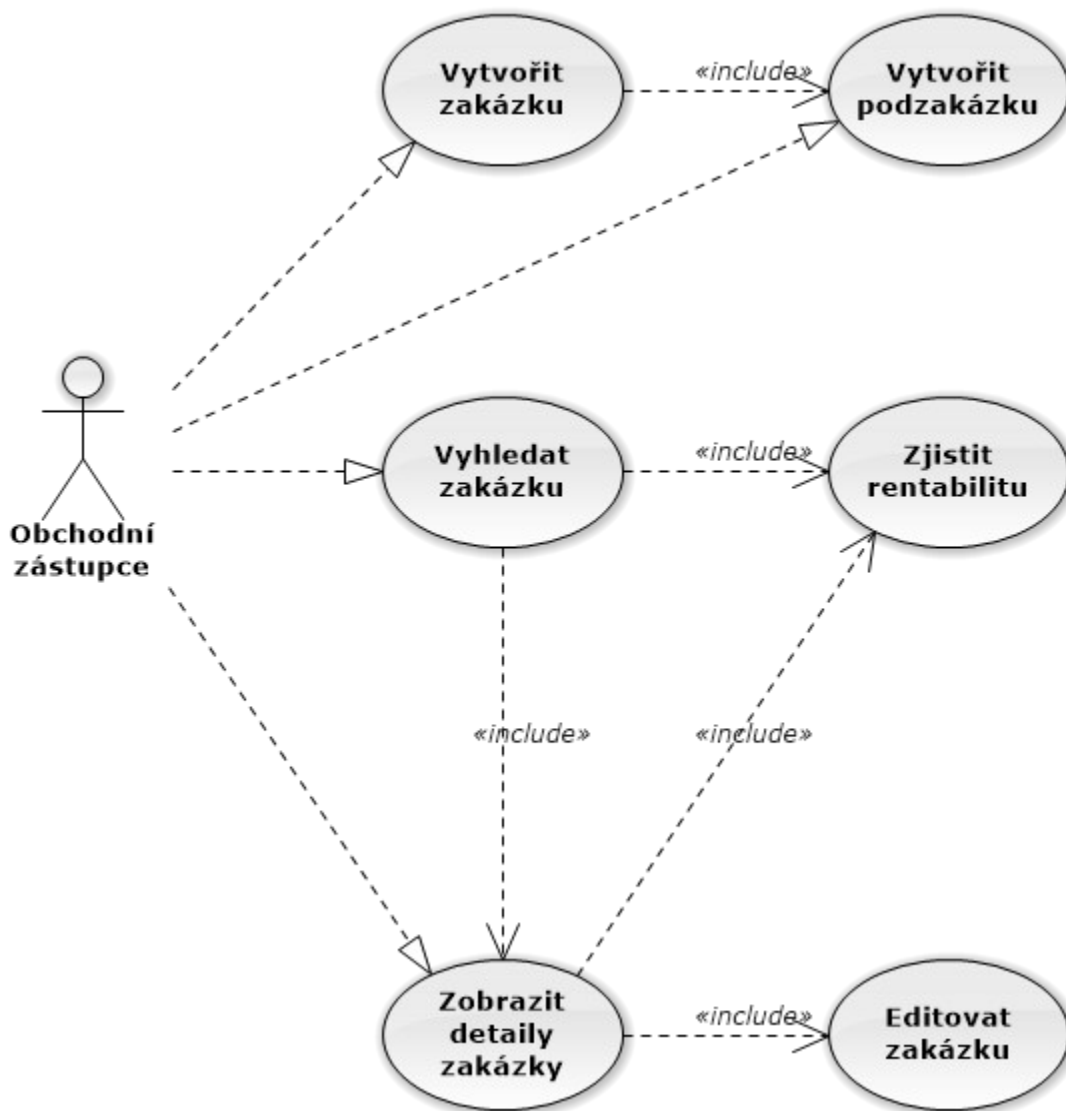 Vytvořit
zakázku
«include»
Vytvořit
podzakázku
Obchodní
zástupce
Vyhledat
zakázku
«include»
Zjistit
rentabilitu
«include»
«include»
Zobrazit
detaily
zakázky
«include»
Editovat
zakázku